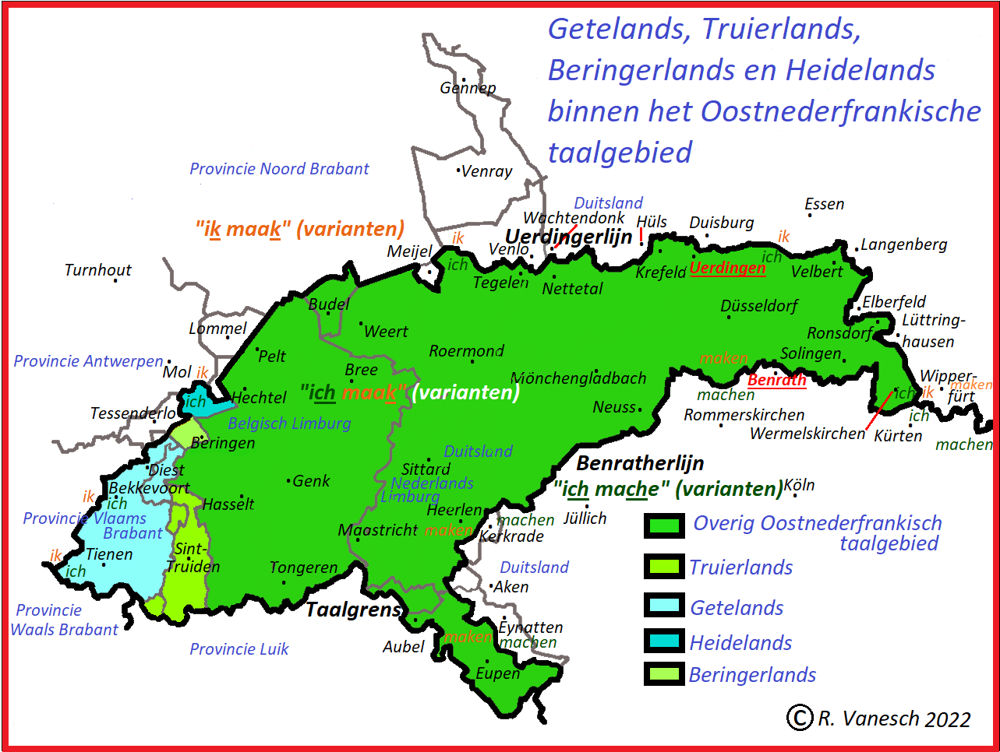 Getelands, Truierlands,
Beringerlands en Heidelands
binnen het Oostnederfrankische
taalgebied
Gennep
Provincie Noord Brabant
Venray
Duitsland
Essen
Wachtendonk
Hüls
Duisburg
"ik maak" (varianten)
Uerdingerlijn
ik
ik
Langenberg
Meijel
Venlo
ich
ich
Turnhout
Tegelen
Nettetal
Krefeld
Uerdingen
Velbert
Budel
Düsseldorf
Elberfeld
Lommel
Weert
Ronsdorf
Lüttring-
hausen
Provincie Antwerpen
Mol
ik
Pelt
Roermond
maken
Solingen
Bree
Mönchengladbach
Benrath
Wipper-
fürt
maken
"ich maak" (varianten)
machen
ich
ik
ich
Hechtel
Neuss
Tessenderlo
Belgisch Limburg
Rommerskirchen
ich
Wermelskirchen
Kürten
machen
Beringen
Duitslund
Diest
Sittard
Benratherlijn
Bekkevoort
Genk
Nederlands
Limburg
"ich mache" (varianten)
Köln
ik
ich
Hasselt
Heerlen
machen
Jüllich
Provincie Vlaams
Brabant
Maastricht
maken
Kerkrade
Overig Oostnederfrankisch
taalgebied
ik
Tienen
Sint-
Truiden
ich
Tongeren
Duitsland
Truierlands
Aken
Provincie
Waals Brabant
Taalgrens
Getelands
Eynatten
Provincie Luik
Aubel
maken
machen
Heidelands
Eupen
Beringerlands
© R. Vanesch 2022